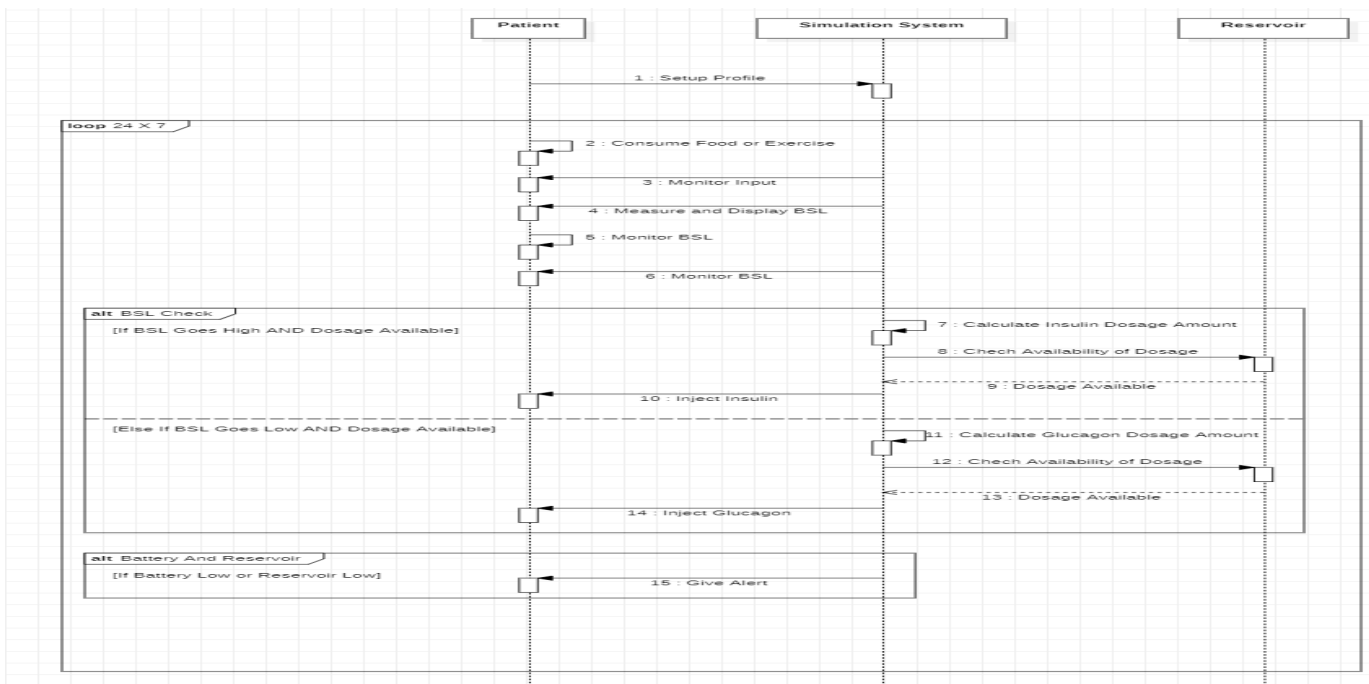 Patient
Simulation System
Reservoir
1 : Setup Profile
loop 24 X 7
2 : Consume Food or Exercise
3 : Monitor Input
4 : Measure and Display BSL
5 : Monitor BSL
6 : Monitor BSL
alt BSL Check
[If BSL Goes High AND Dosage Available]
7 : Calculate Insulin Dosage Amount
8 : Chech Availability of Dosage
9 : Dosage Available
10 : Inject Insulin
[Else If BSL Goes Low AND Dosage Available]
11 : Calculate Glucagon Dosage Amount
12 : Chech Availability of Dosage
13 : Dosage Available
14 : Inject Glucagon
alt Battery And Reservoir
[If Battery Low or Reservoir Low]
15 : Give Alert